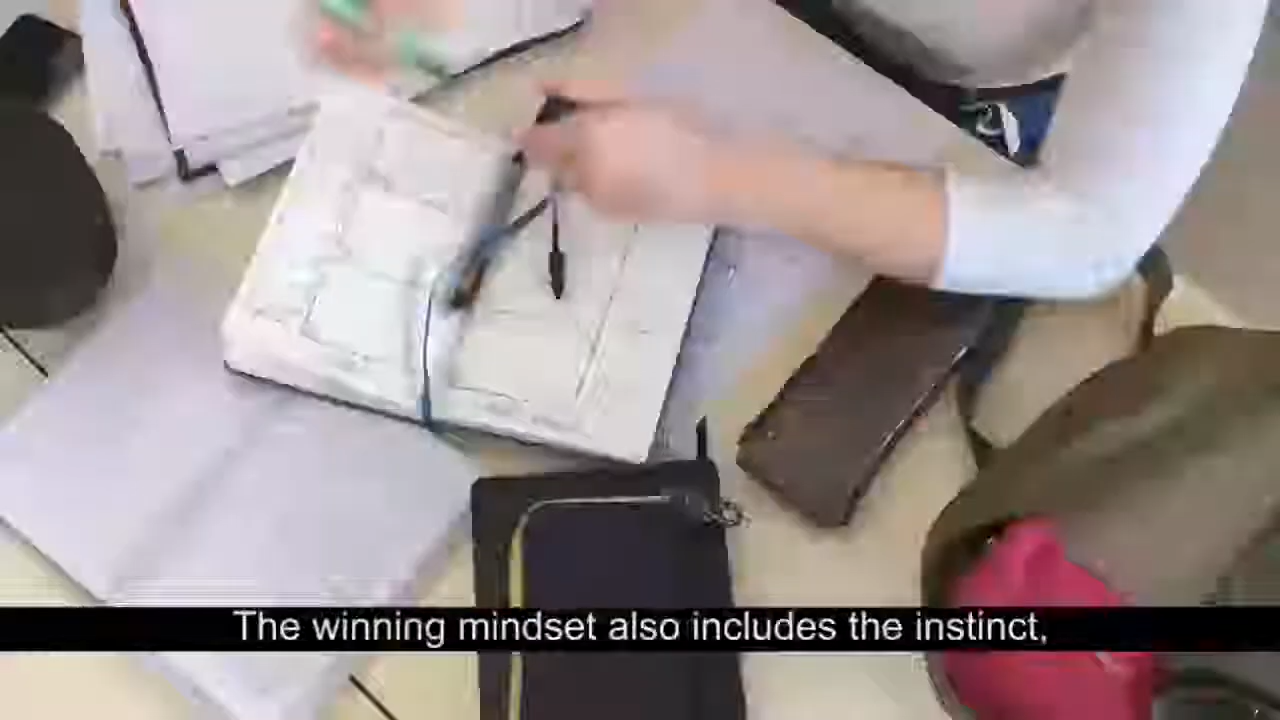 The winning mindset also includes the instinct,